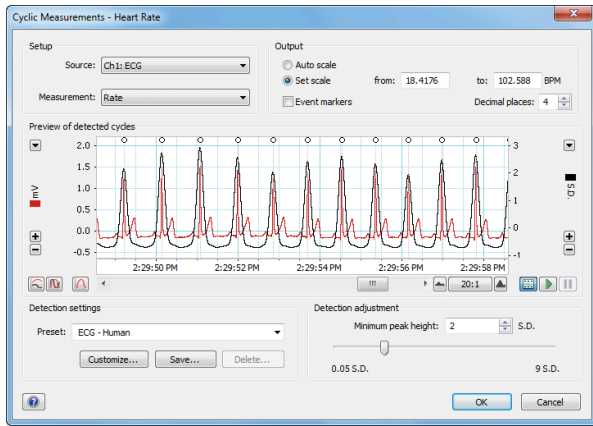 Cyclic Measurements - Heart Rate
Setup
Source: Ch1: ECG
Measurement: Rate
Output
Auto scale
Set scale from: 18.4176 to: 102.588 BPM
Event markers Decimal places: 4
Preview of detected cycles
mV
2.0
1.5
1.0
0.5
0.0
-0.5
3
2
1
0
-1
S.D.
2:29:50 PM 2:29:52 PM 2:29:54 PM 2:29:56 PM 2:29:58 PM
20:1
Detection settings
Preset: ECG - Human
Customize... Save... Delete...
Detection adjustment
Minimum peak height: 2 S.D.
0.05 S.D. 9 S.D.
OK Cancel